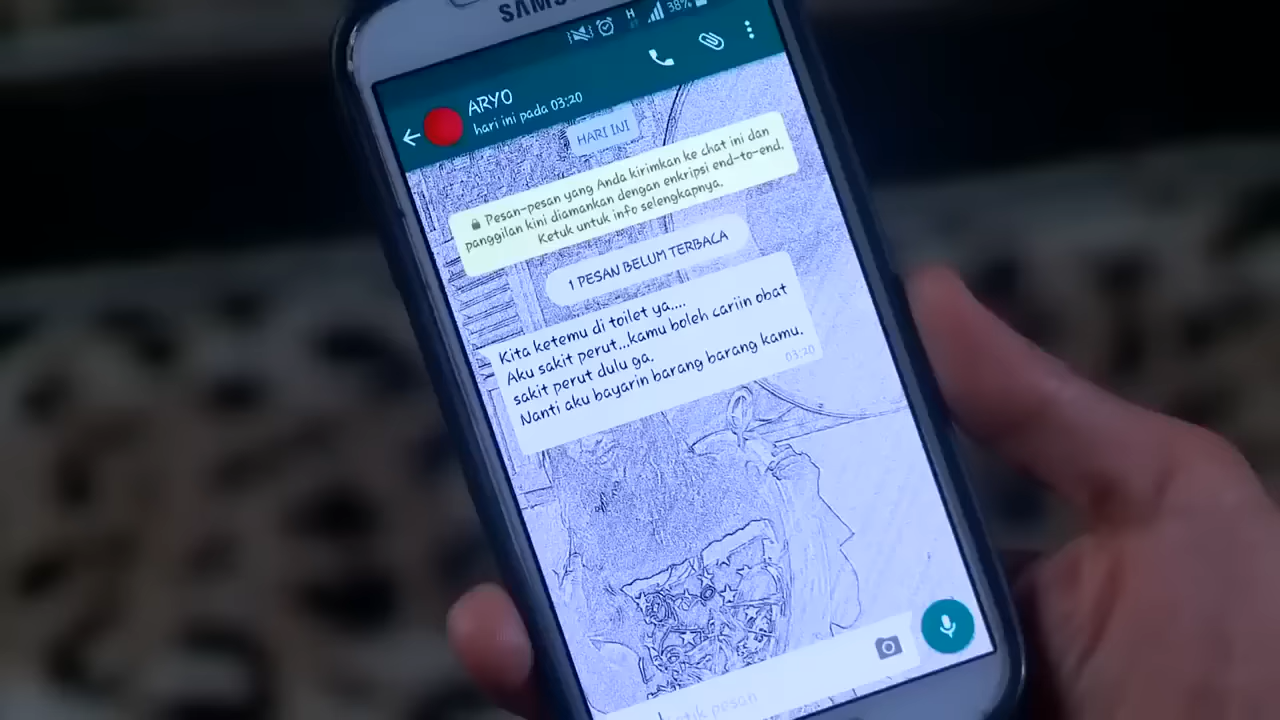 SAMSUNG
H 38%
ARYO
hari ini pada 03:20
HARI INI
Pesan-pesan yang Anda kirimkan ke chat ini dan
panggilan kini diamankan dengan enkripsi end-to-end.
Ketuk untuk info selengkapnya.
1 PESAN BELUM TERBACA
Kita ketemu di toilet ya....
Aku sakit perut...kamu boleh cariin obat
sakit perut dulu ga.
Nanti aku bayarin barang barang kamu.
03:20
Ketik pesan